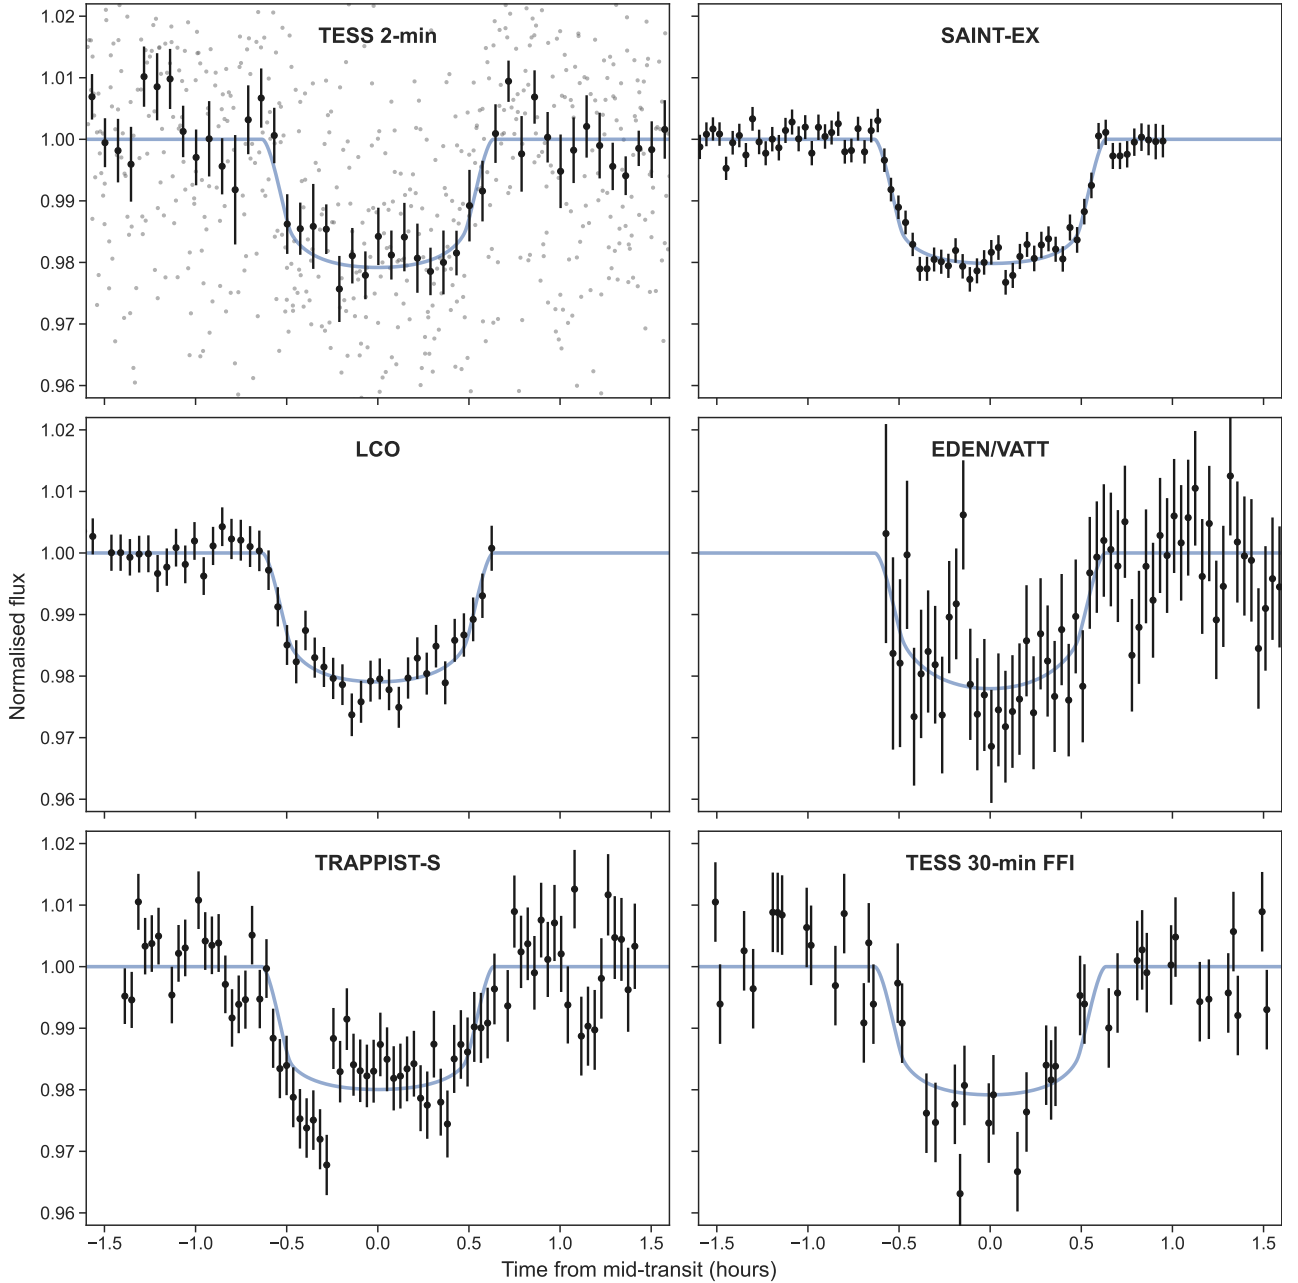 TESS 2-min
SAINT-EX
1.02
1.01
1.00
0.99
0.98
0.97
0.96
LCO
EDEN/VATT
1.02
1.01
1.00
0.99
0.98
0.97
0.96
Normalised flux
TRAPPIST-S
TESS 30-min FFI
1.02
1.01
1.00
0.99
0.98
0.97
0.96
−1.5 −1.0 −0.5 0.0 0.5 1.0 1.5 −1.5 −1.0 −0.5 0.0 0.5 1.0 1.5
Time from mid-transit (hours)